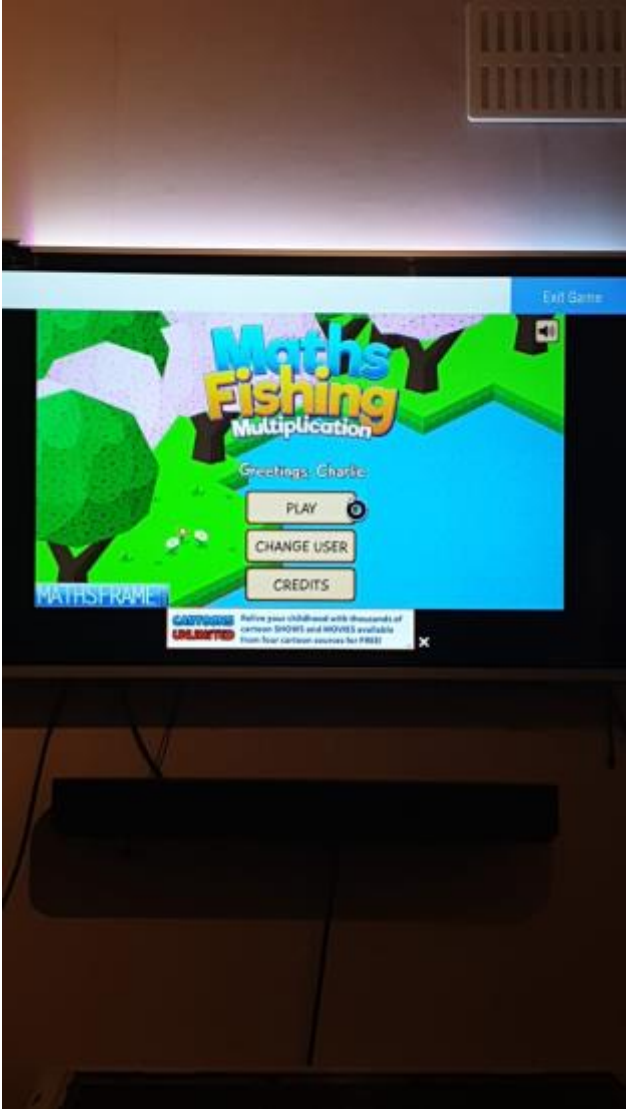 Exit Game
Maths
Fishing
Multiplication
Greetings, Charlie
PLAY
CHANGE USER
CREDITS
MATHSFRAME
CARTOONS
UNLIMITED
Relive your childhood with thousands of
cartoon SHOWS and MOVIES available
from four cartoon sources for FREE!
×